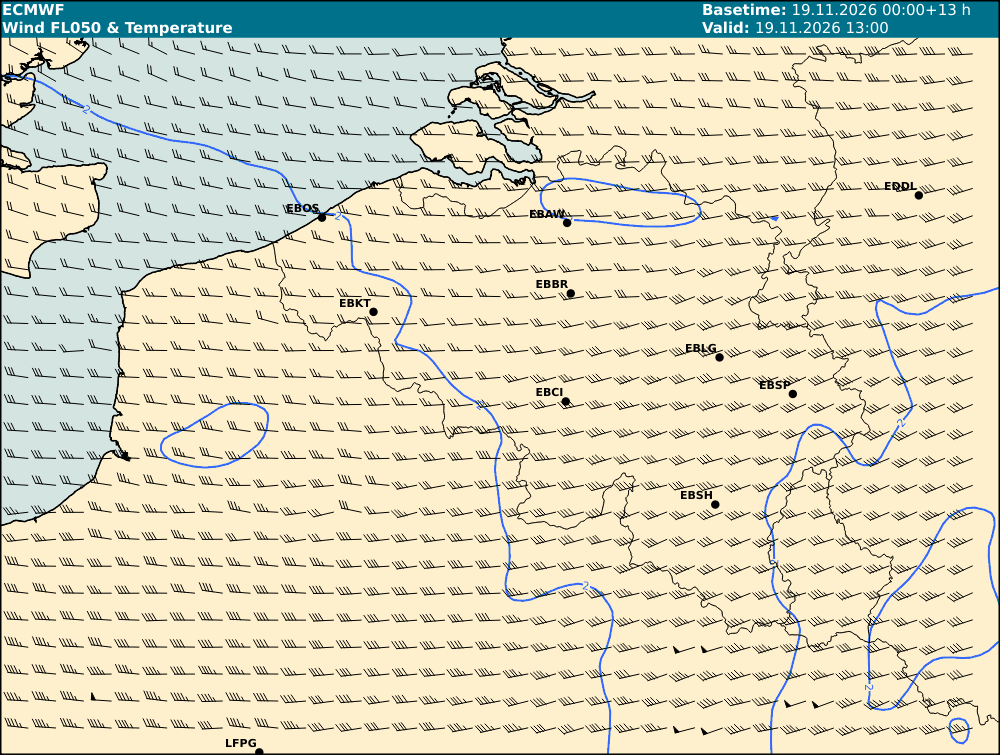 ECMWF
Wind FL050 & Temperature
Basetime: 19.11.2026 00:00+13 h
Valid: 19.11.2026 13:00
2
EDDL
EBOS
2
EBAW
EBBR
EBKT
EBLG
EBSP
EBCI
2
EBSH
2
2
LFPG